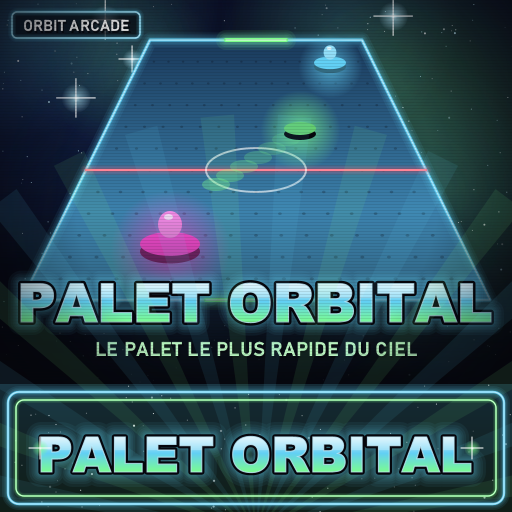 ORBIT ARCADE
PALET ORBITAL
LE PALET LE PLUS RAPIDE DU CIEL
PALET ORBITAL